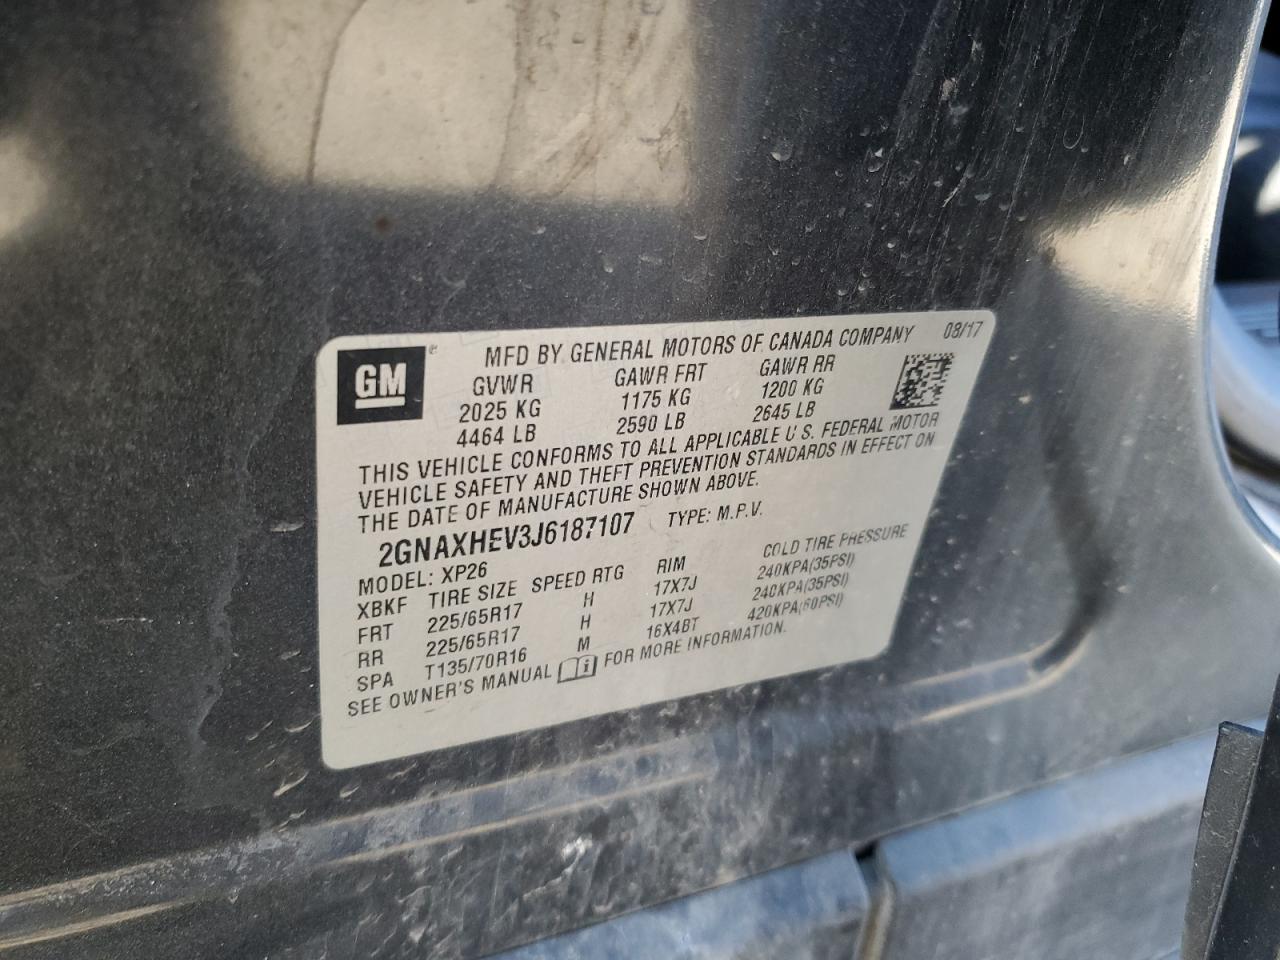 GM ®
MFD BY GENERAL MOTORS OF CANADA COMPANY 08/17
GVWR GAWR FRT GAWR RR
2025 KG 1175 KG 1200 KG
4464 LB 2590 LB 2645 LB
THIS VEHICLE CONFORMS TO ALL APPLICABLE U S. FEDERAL MOTOR
VEHICLE SAFETY AND THEFT PREVENTION STANDARDS IN EFFECT ON
THE DATE OF MANUFACTURE SHOWN ABOVE.
2GNAXHEV3J6187107 TYPE: M.P.V.
MODEL: XP26
XBKF TIRE SIZE SPEED RTG RIM COLD TIRE PRESSURE
FRT 225/65R17 H 17X7J 240KPA(35PSI)
RR 225/65R17 H 17X7J 240KPA(35PSI)
SPA T135/70R16 M 16X4BT 420KPA(60PSI)
SEE OWNER'S MANUAL i FOR MORE INFORMATION.